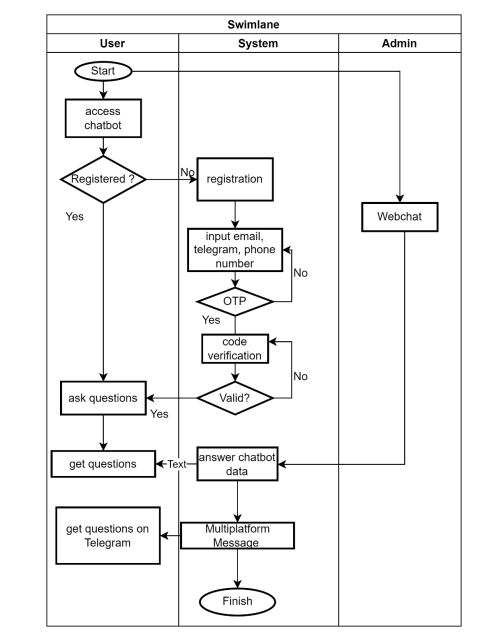 Swimlane
User
System
Admin
Start
access
chatbot
Registered ?
No
registration
Yes
Webchat
input email,
telegram, phone
number
No
OTP
Yes
code
verification
No
ask questions
Valid?
Yes
get questions
Text
answer chatbot
data
get questions on
Telegram
Multiplatform
Message
Finish